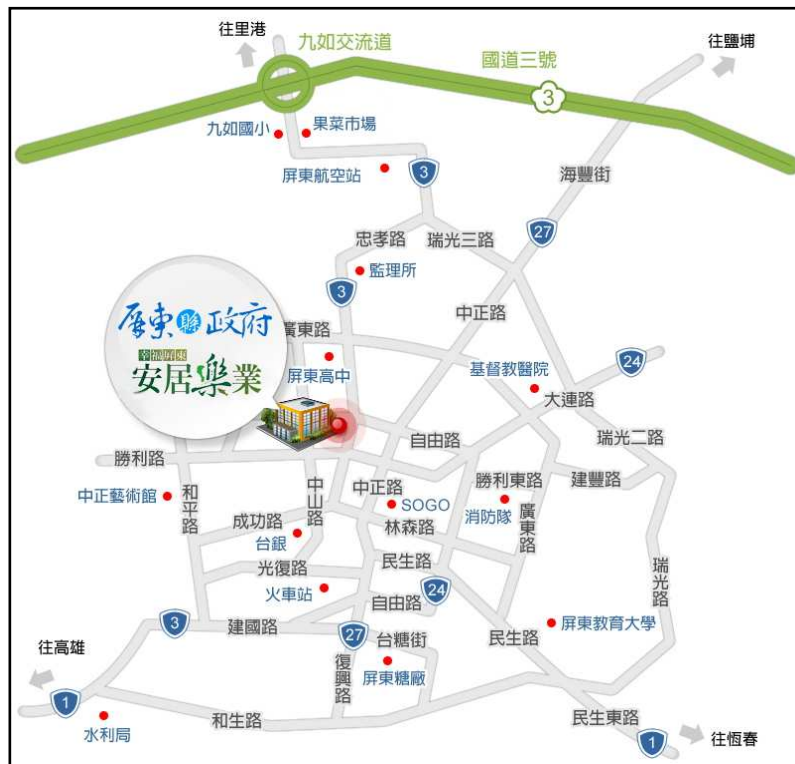 往里港
九如交流道
國道三號
往鹽埔
3
九如國小
果菜市場
屏東航空站
3
海豐街
27
忠孝路
瑞光三路
監理所
3
中正路
屏東縣政府
幸福屏東
安居樂業
廣東路
屏東高中
基督教醫院
24
大連路
自由路
瑞光二路
勝利路
中正藝術館
和平路
中山路
中正路
SOGO
勝利東路
消防隊
建豐路
廣東路
成功路
台銀
林森路
光復路
民生路
火車站
24
自由路
瑞光路
3
建國路
27
台糖街
民生路
屏東教育大學
往高雄
復興路
屏東糖廠
1
水利局
和生路
民生東路
1
往恆春